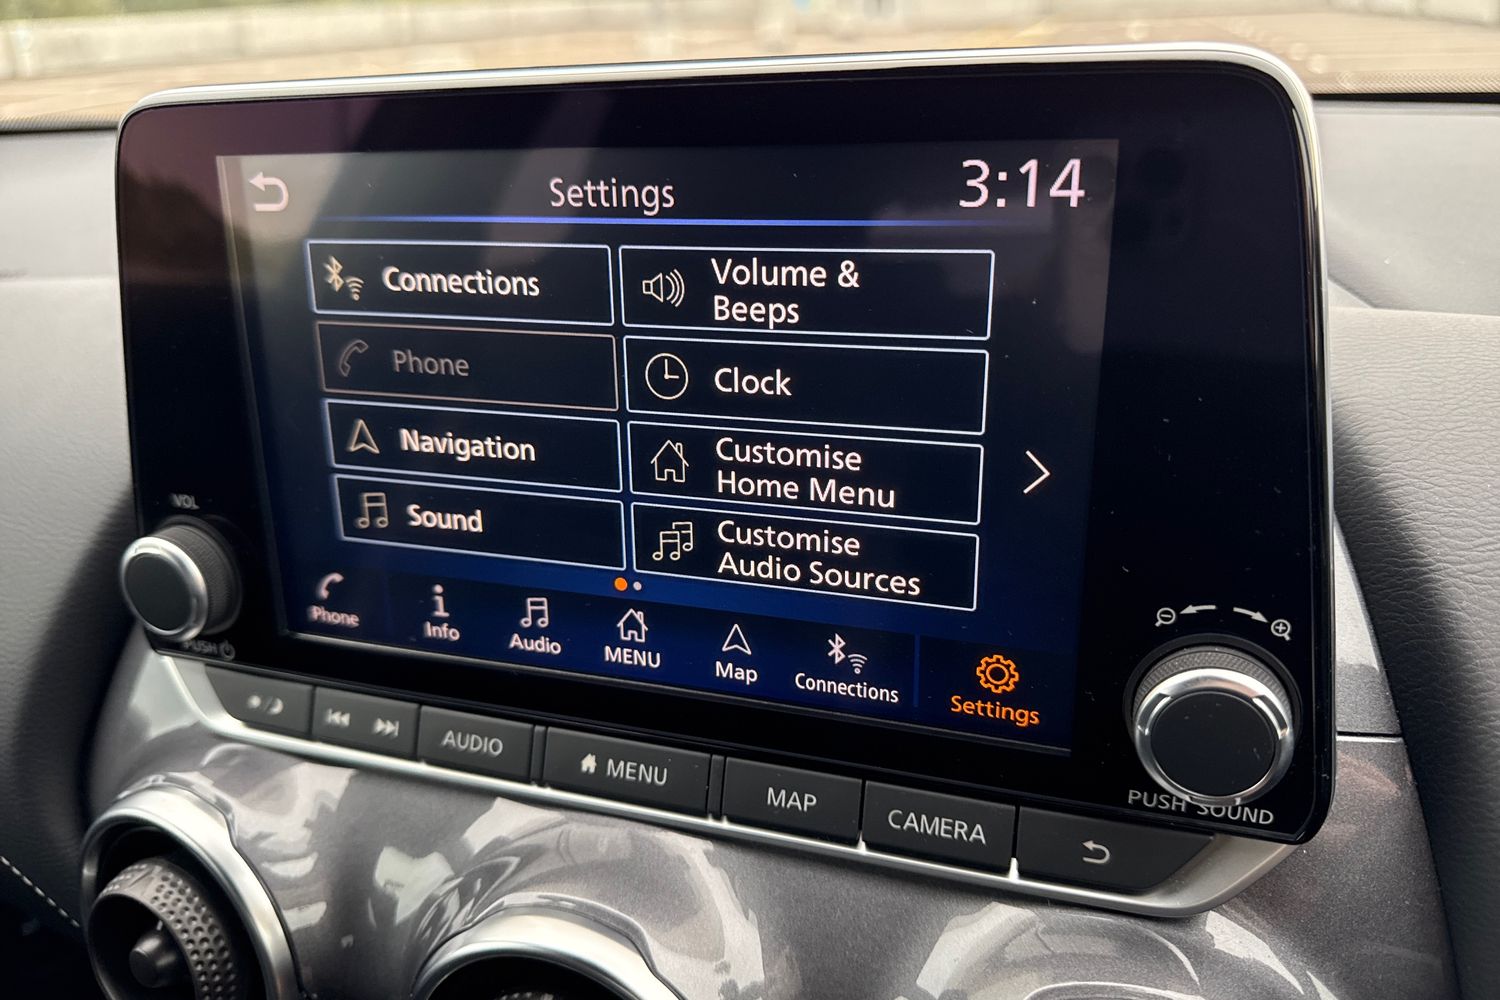 Settings
3:14
Connections
Volume &
Beeps
Phone
Clock
Navigation
Customise
Home Menu
Sound
Customise
Audio Sources
Phone
Info
Audio
MENU
Map
Connections
Settings
VOL
PUSH
PUSH SOUND
AUDIO
MENU
MAP
CAMERA